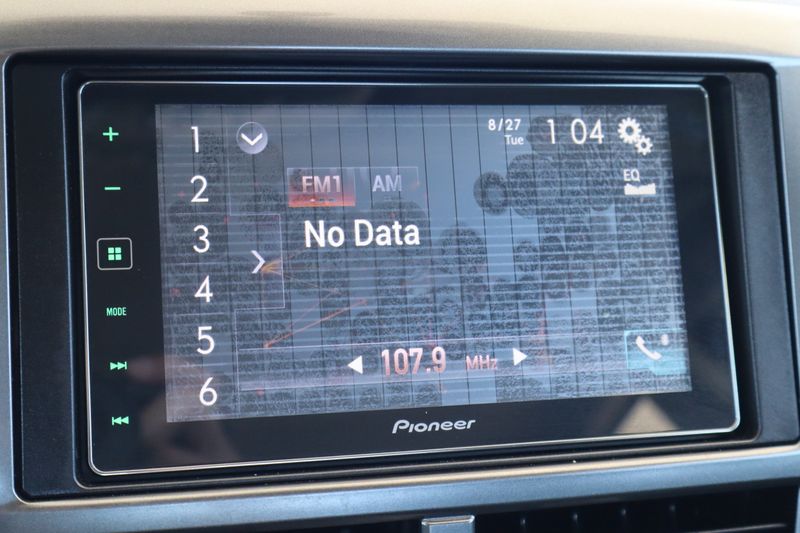 1
2
3
4
5
6
8/27
Tue
1 04
EQ
FM1 AM
No Data
107.9 MHz
MODE
Pioneer